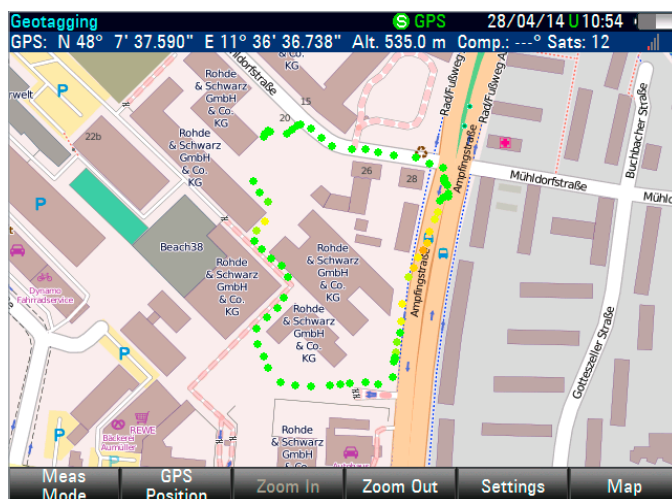 Geotagging
S GPS
28/04/14 U 10:54
GPS: N 48° 7' 37.590" E 11° 36' 36.738" Alt. 535.0 m Comp.: ---° Sats: 12
KG
Rohde
& Schwarz
GmbH
& Co.
KG
15
20
Rad/Fußweg A
Rad/Fußweg A
Buchbacher Straße
P
22b
Rohde
& Schwarz
GmbH
& Co.
KG
26
28
Ampfingstraße
Mühldorfstraße
P
Beach38
Rohde
& Schwarz
GmbH
& Co.
KG
Rohde
& Schwarz
GmbH
& Co.
KG
Ampfingstraße
Dynamo
Fahrradservice
Rohde
& Schwarz
GmbH
& Co.
KG
Gotteszeller Straße
P
P
REWE
Bäckerei
Aumüller
Rohde
& Schwarz
GmbH
& Co.
Meas
Mode
GPS
Position
Zoom In
Zoom Out
Settings
Map